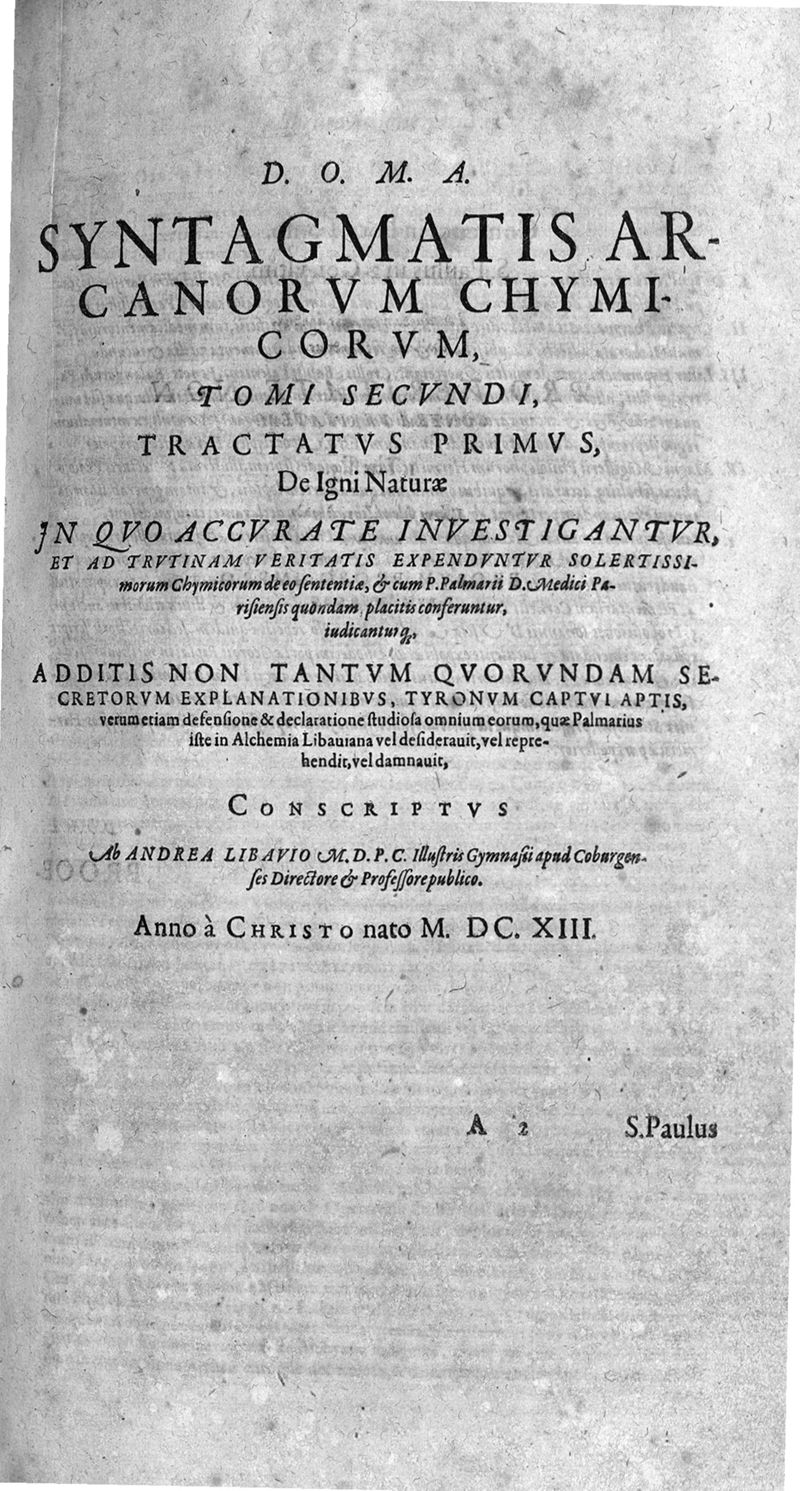 D. O. M. A.
SYNTAGMATIS AR-
CANORVM CHYMI-
CORVM,
TOMI SECVNDI,
TRACTATVS PRIMVS,
De Igni Naturæ
JN QVO ACCVRATE INVESTIGANTVR,
ET AD TRVTINAM VERITATIS EXPENDVNTVR SOLERTISSI-
morum Chymicorum de eo ſententiæ, & cum P. Palmarii D. Medici Pa-
riſienſis quondam placitis conferuntur,
iudicanturq́;,
ADDITIS NON TANTVM QVORVNDAM SE-
CRETORVM EXPLANATIONIBVS, TYRONVM CAPTVI APTIS,
verum etiam defenſione & declaratione ſtudioſa omnium eorum, quæ Palmarius
iſte in Alchemia Libauiana vel deſiderauit, vel repre-
hendit, vel damnauit,
CONSCRIPTVS
Ab ANDREA LIBAVIO M. D. P. C. Illuſtris Gymnaſii apud Coburgen-
ſes Directore & Profeſſore publico.
Anno à CHRISTO nato M. DC. XIII.
A 2 S. Paulus